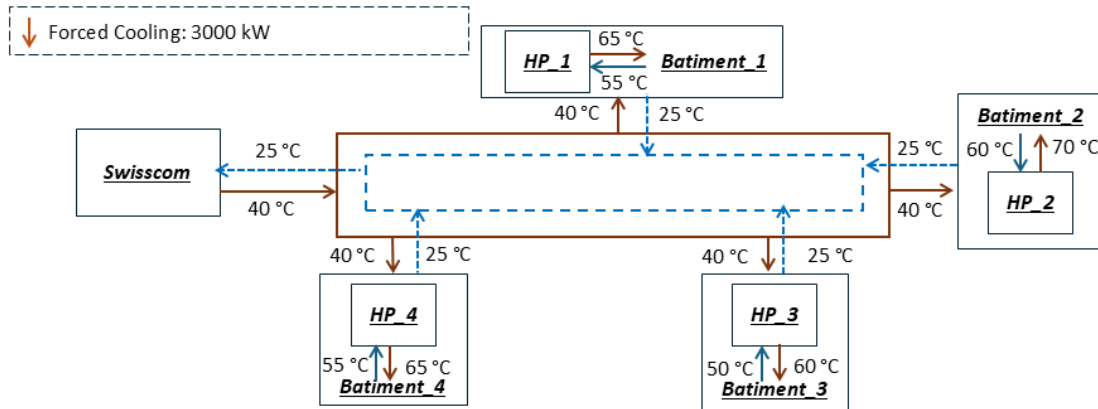 Forced Cooling: 3000 kW
65 °C
HP_1
Batiment_1
55 °C
40 °C
25 °C
Batiment_2
25 °C
60 °C
70 °C
HP_2
40 °C
25 °C
Swisscom
40 °C
40 °C
25 °C
HP_4
55 °C
65 °C
Batiment_4
40 °C
25 °C
HP_3
50 °C
60 °C
Batiment_3